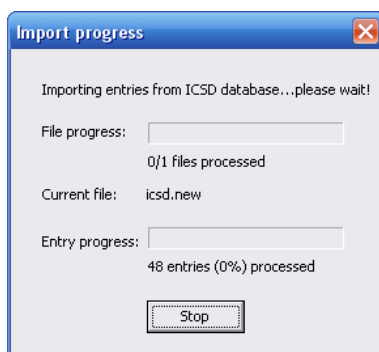 Import progress
Importing entries from ICSD database...please wait!
File progress:
0/1 files processed
Current file: icsd.new
Entry progress:
48 entries (0%) processed
Stop